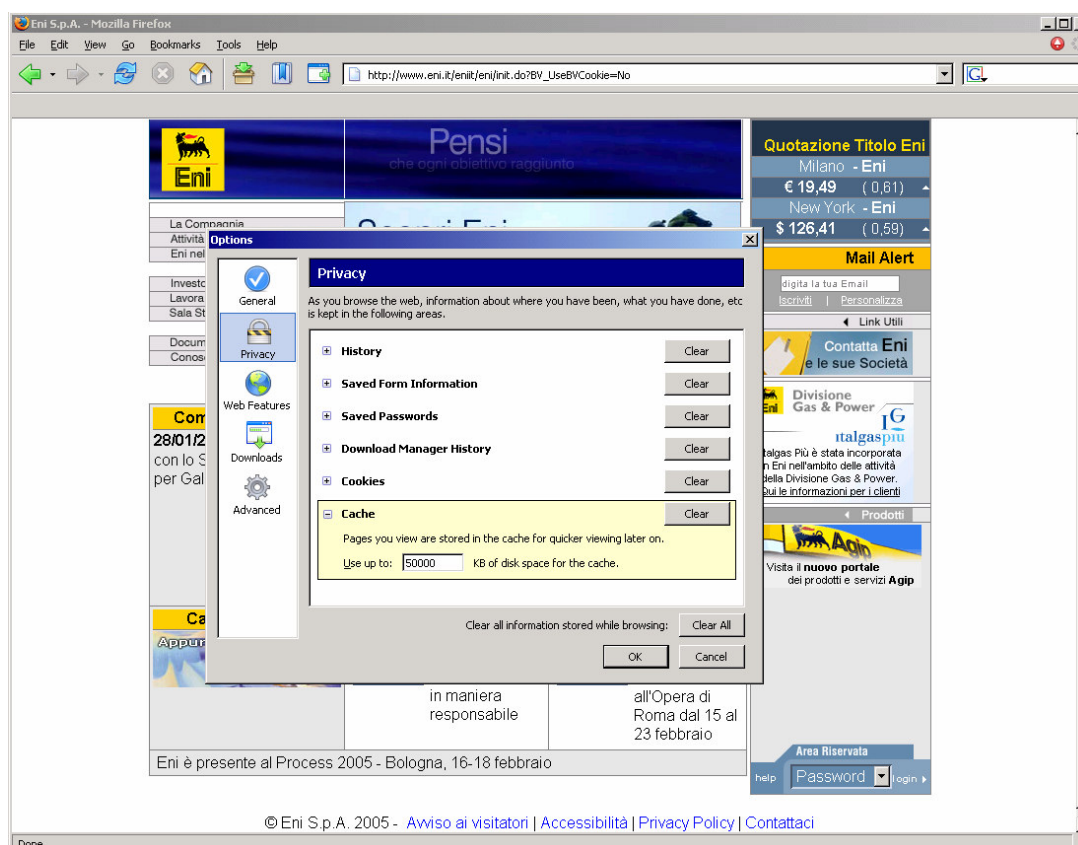 Eni S.p.A. - Mozilla Firefox
File Edit View Go Bookmarks Tools Help
http://www.eni.it/eniit/eni/init.do?BV_UseBVCookie=No
G
Eni
Pensi
che ogni obiettivo raggiunto
Quotazione Titolo Eni
Milano - Eni
€ 19,49 ( 0,61)
New York - Eni
$ 126,41 ( 0,59)
Mail Alert
digita la tua Email
Iscriviti | Personalizza
Link Utili
Contatta Eni
e le sue Società
Eni
Divisione
Gas & Power
italgaspiù
Italgas Più è stata incorporata
in Eni nell'ambito delle attività
della Divisione Gas & Power.
Qui le informazioni per i clienti
Prodotti
Agip
Visita il nuovo portale
dei prodotti e servizi Agip
La Compagnia
Attività
Eni nel
Lavora
Options
General
Privacy
Web Features
Downloads
Advanced
Privacy
As you browse the web, information about where you have been, what you have done, etc
is kept in the following areas.
History Clear
Saved Form Information Clear
Saved Passwords Clear
Download Manager History Clear
Cookies Clear
Cache Clear
Pages you view are stored in the cache for quicker viewing later on.
Use up to: 50000 KB of disk space for the cache.
Clear all information stored while browsing: Clear All
OK Cancel
28/01/2
con lo S
per Gal
in maniera
responsabile
all'Opera di
Roma dal 15 al
23 febbraio
Eni è presente al Process 2005 - Bologna, 16-18 febbraio
Area Riservata
help Password login
© Eni S.p.A. 2005 - Avviso ai visitatori | Accessibilità | Privacy Policy | Contattaci
Done